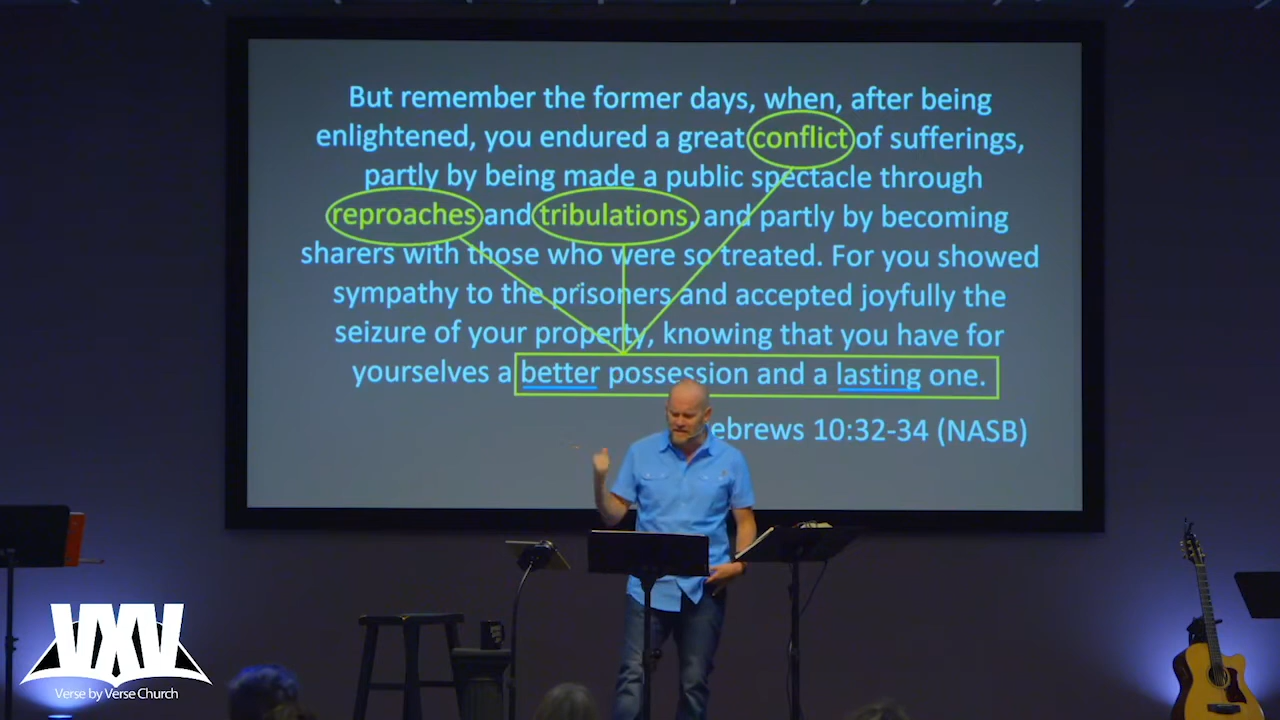 But remember the former days, when, after being
enlightened, you endured a great conflict of sufferings,
partly by being made a public spectacle through
reproaches and tribulations, and partly by becoming
sharers with those who were so treated. For you showed
sympathy to the prisoners and accepted joyfully the
seizure of your property, knowing that you have for
yourselves a better possession and a lasting one.
ebrews 10:32-34 (NASB)
VXV
Verse by Verse Church